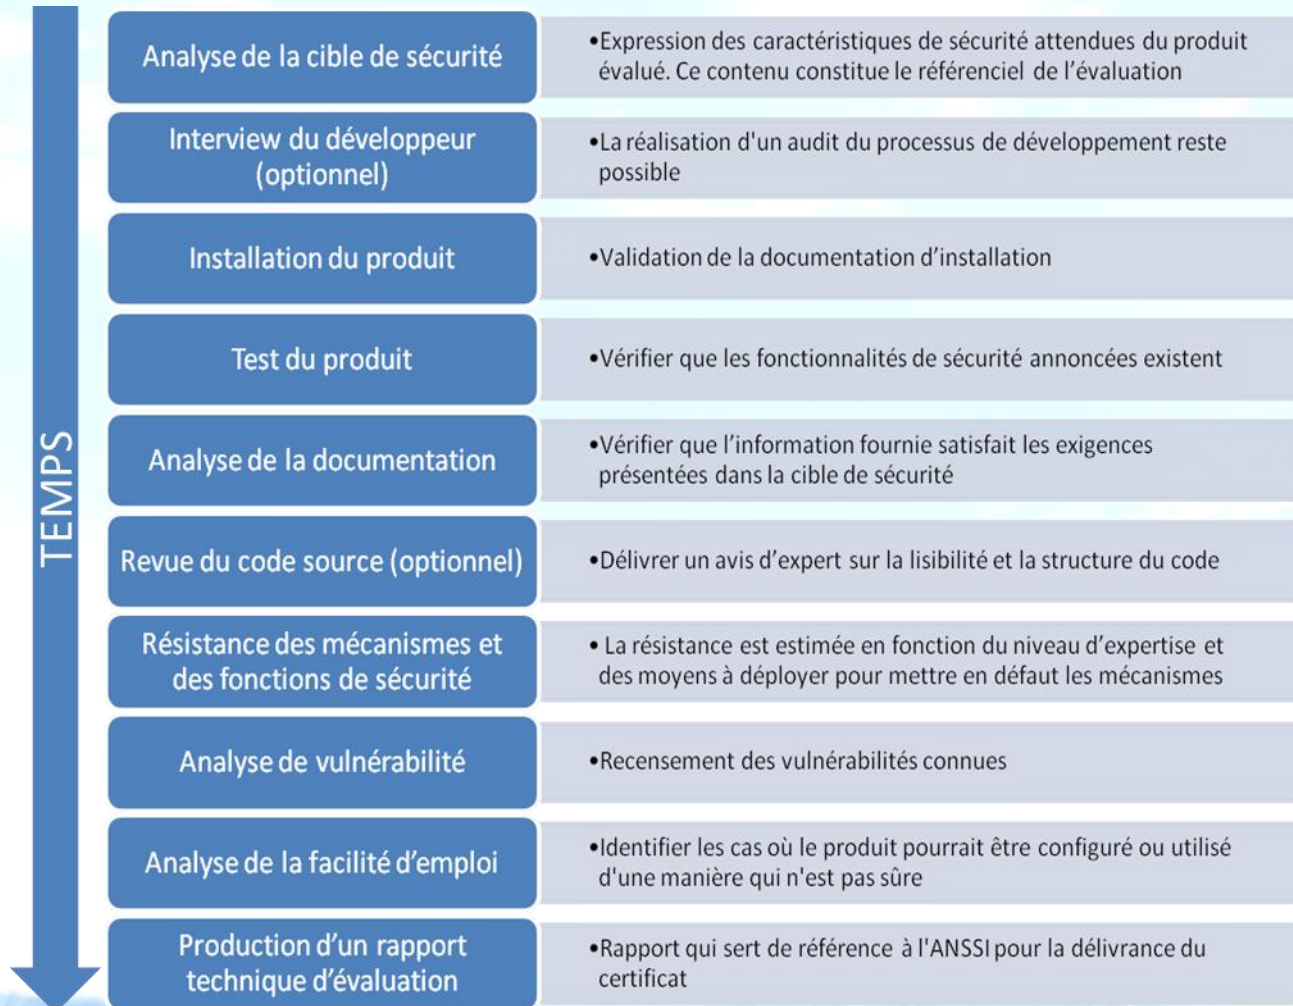 TEMPS
Analyse de la cible de sécurité
•Expression des caractéristiques de sécurité attendues du produit
évalué. Ce contenu constitue le référenciel de l’évaluation
Interview du développeur
(optionnel)
•La réalisation d'un audit du processus de développement reste
possible
Installation du produit
•Validation de la documentation d’installation
Test du produit
•Vérifier que les fonctionnalités de sécurité annoncées existent
Analyse de la documentation
•Vérifier que l’information fournie satisfait les exigences
présentées dans la cible de sécurité
Revue du code source (optionnel)
•Délivrer un avis d’expert sur la lisibilité et la structure du code
Résistance des mécanismes et
des fonctions de sécurité
• La résistance est estimée en fonction du niveau d’expertise et
des moyens à déployer pour mettre en défaut les mécanismes
Analyse de vulnérabilité
•Recensement des vulnérabilités connues
Analyse de la facilité d’emploi
•Identifier les cas où le produit pourrait être configuré ou utilisé
d'une manière qui n'est pas sûre
Production d’un rapport
technique d’évaluation
•Rapport qui sert de référence à l'ANSSI pour la délivrance du
certificat